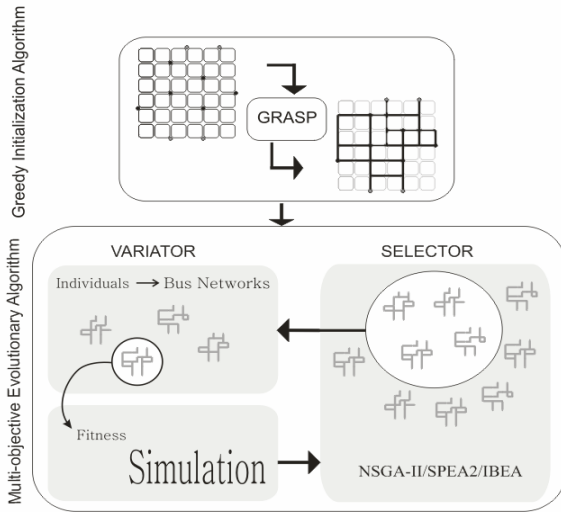 Greedy Initialization Algorithm
GRASP
Multi-objective Evolutionary Algorithm
VARIATOR
Individuals → Bus Networks
Fitness
Simulation
SELECTOR
NSGA-II/SPEA2/IBEA